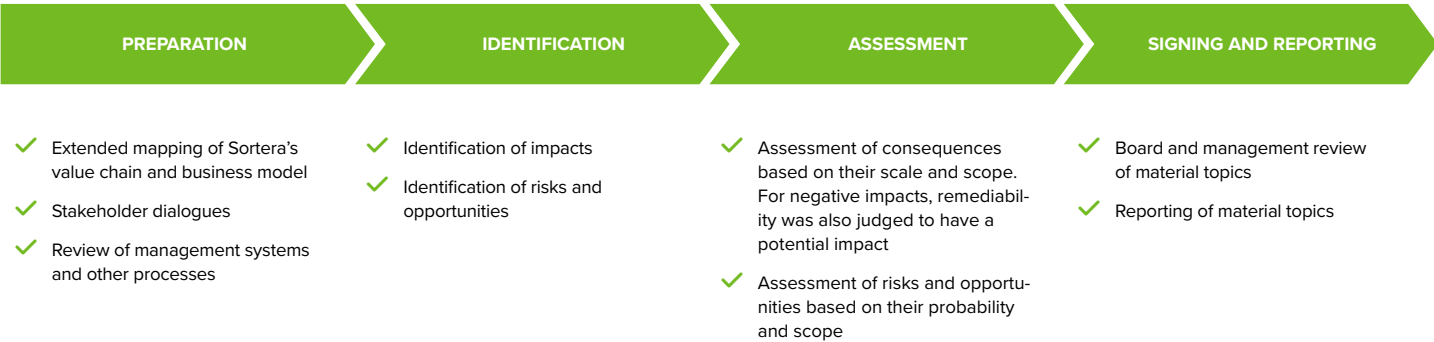 PREPARATION
IDENTIFICATION
ASSESSMENT
SIGNING AND REPORTING
Extended mapping of Sortera’s
value chain and business model
Stakeholder dialogues
Review of management systems
and other processes
Identification of impacts
Identification of risks and
opportunities
Assessment of consequences
based on their scale and scope.
For negative impacts, remediabil-
ity was also judged to have a
potential impact
Assessment of risks and opportu-
nities based on their probability
and scope
Board and management review
of material topics
Reporting of material topics